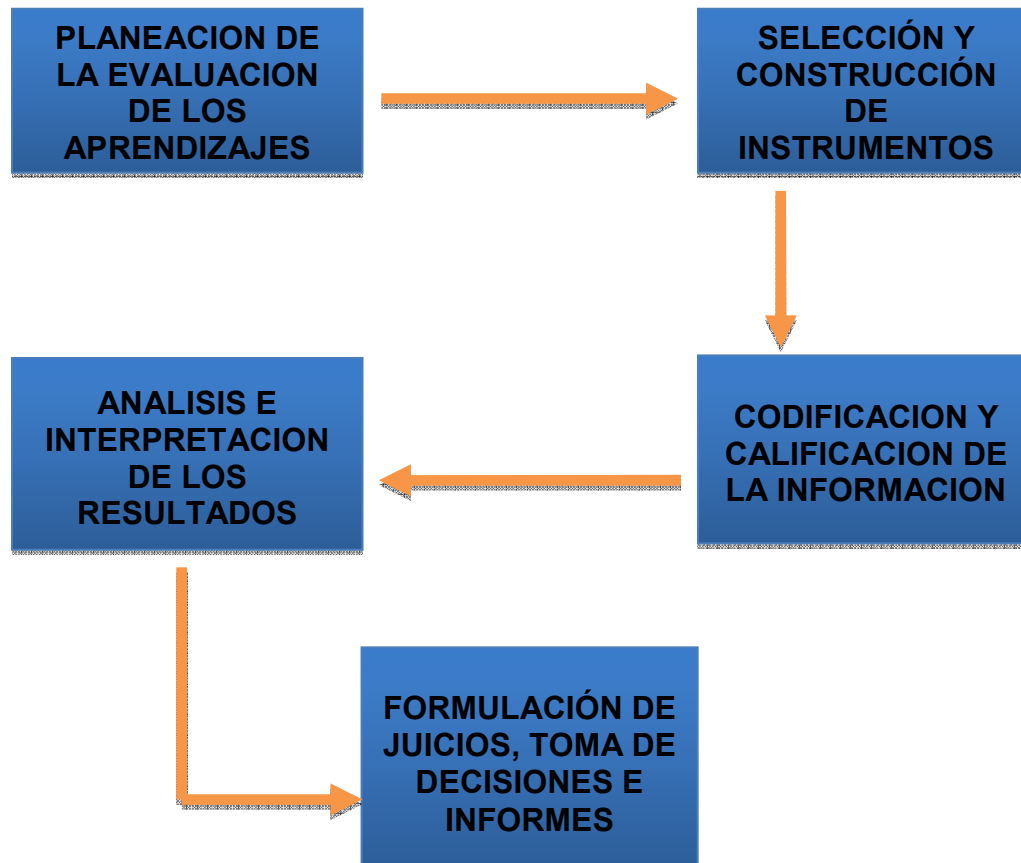 PLANEACION DE
LA EVALUACION
DE LOS
APRENDIZAJES
SELECCIÓN Y
CONSTRUCCIÓN
DE
INSTRUMENTOS
CODIFICACION Y
CALIFICACION DE
LA INFORMACION
ANALISIS E
INTERPRETACION
DE LOS
RESULTADOS
FORMULACIÓN DE
JUICIOS, TOMA DE
DECISIONES E
INFORMES